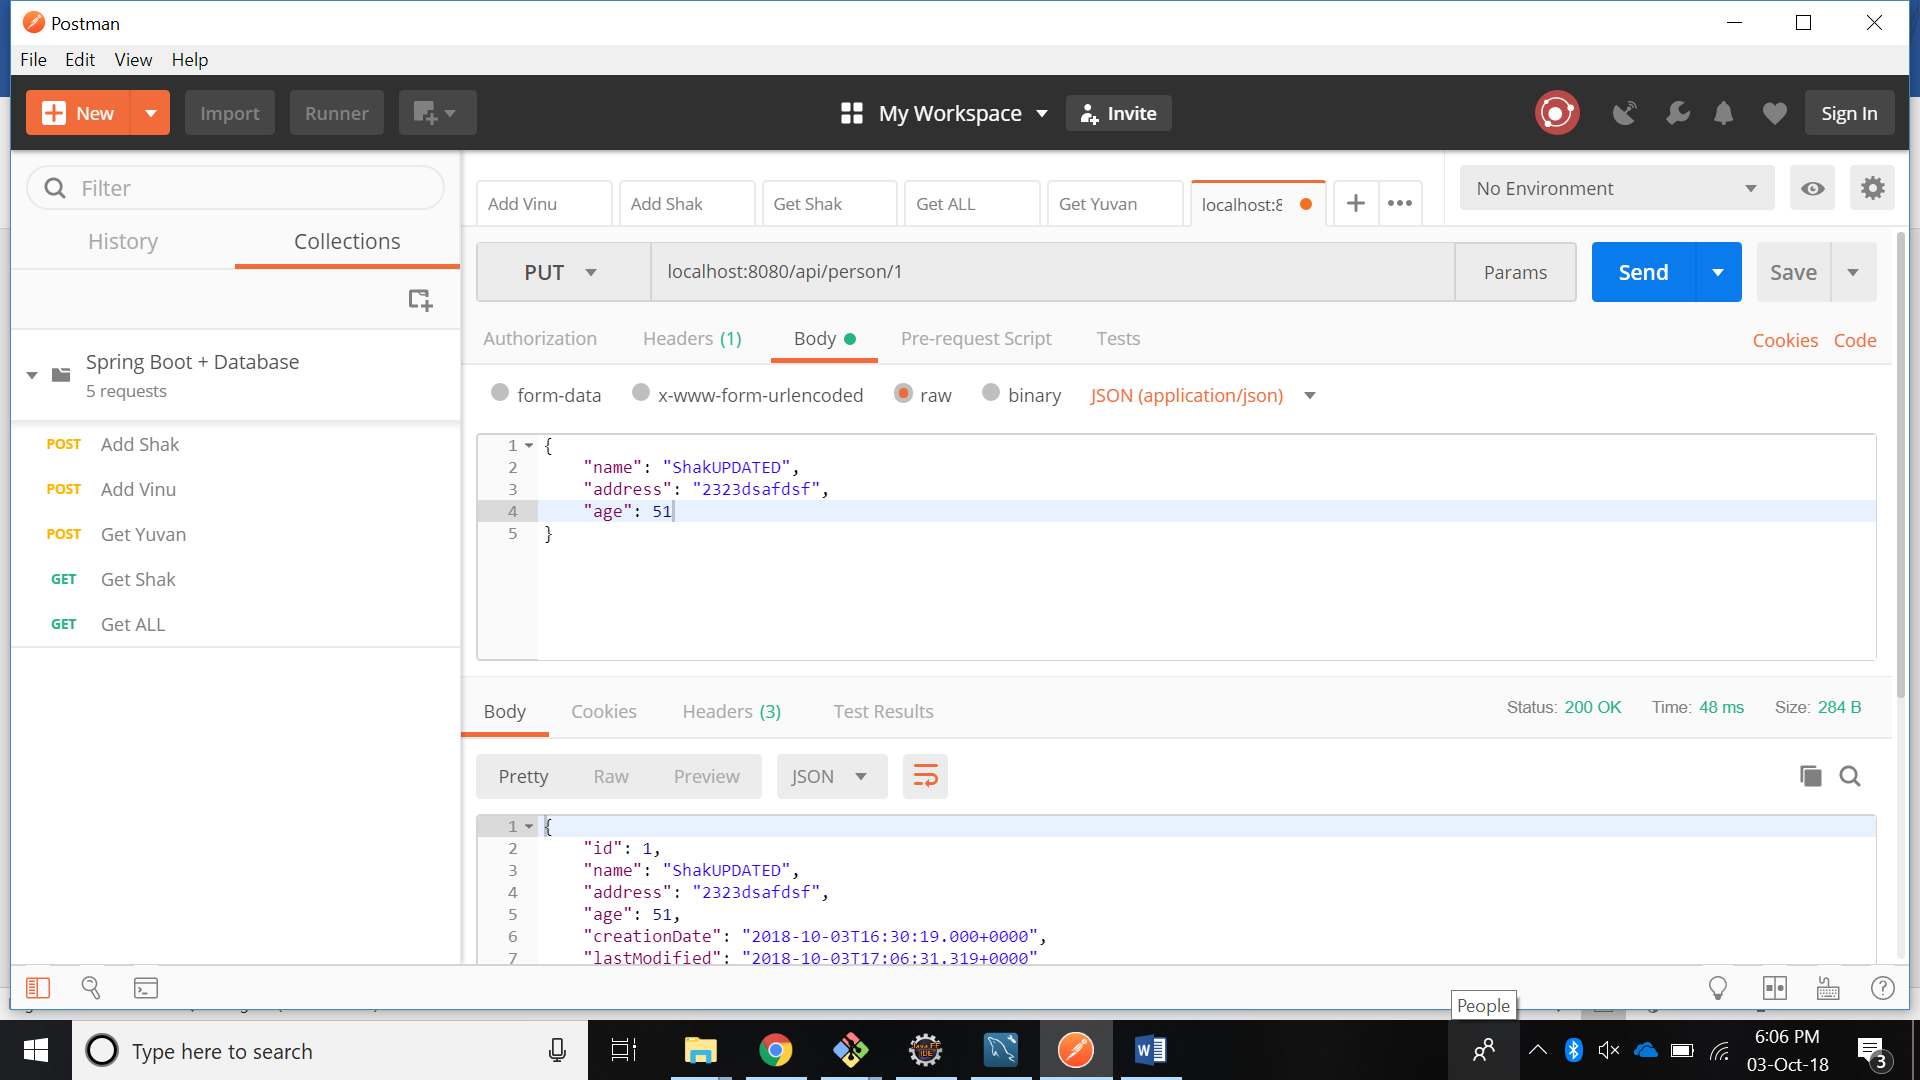 Postman
File Edit View Help
New Import Runner My Workspace Invite Sign In
Filter
History Collections
Spring Boot + Database
5 requests
POST Add Shak
POST Add Vinu
POST Get Yuvan
GET Get Shak
GET Get ALL
Add Vinu Add Shak Get Shak Get ALL Get Yuvan localhost:8 + ••• No Environment
PUT localhost:8080/api/person/1 Params Send Save
Authorization Headers (1) Body Pre-request Script Tests Cookies Code
form-data x-www-form-urlencoded raw binary JSON (application/json)
1 {
2 "name": "ShakUPDATED",
3 "address": "2323dsafdsf",
4 "age": 51
5 }
Body Cookies Headers (3) Test Results Status: 200 OK Time: 48 ms Size: 284 B
Pretty Raw Preview JSON
1 {
2 "id": 1,
3 "name": "ShakUPDATED",
4 "address": "2323dsafdsf",
5 "age": 51,
6 "creationDate": "2018-10-03T16:30:19.000+0000",
7 "lastModified": "2018-10-03T17:06:31.319+0000"
People
Type here to search
Java EE
IDE
6:06 PM
03-Oct-18
3